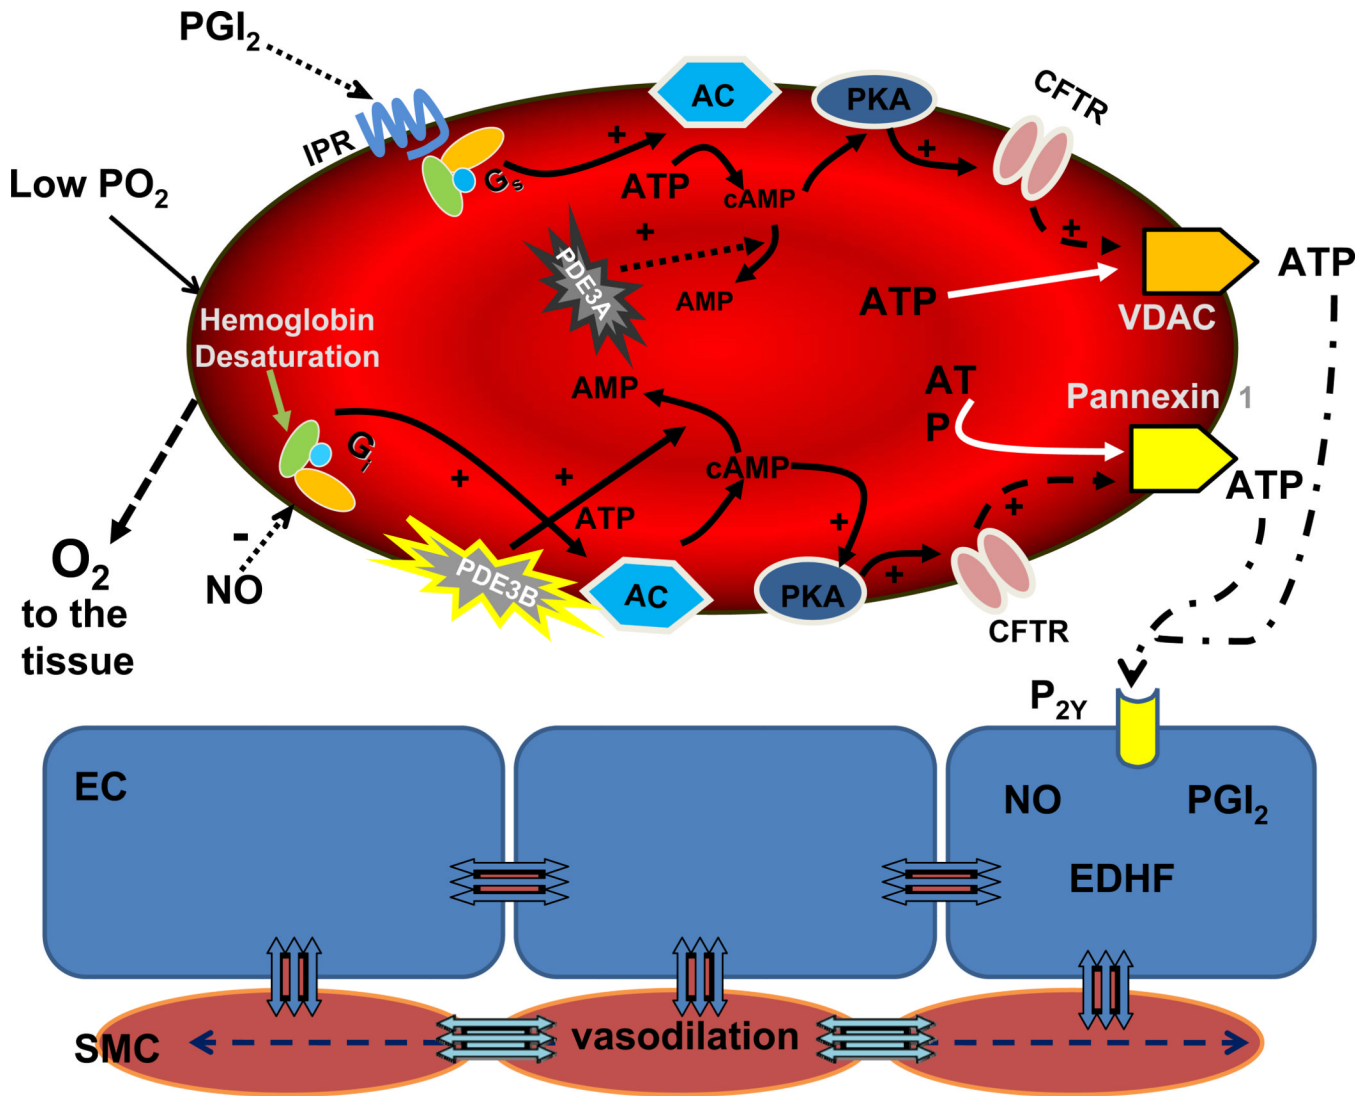 PGI2
AC
PKA
CFTR
IPR
Gs
+
+
Low PO2
ATP
cAMP
+
+
PDE3A
AMP
ATP
ATP
VDAC
Hemoglobin
Desaturation
AMP
AT
P
Pannexin 1
Gi
+
+
cAMP
ATP
+
+
ATP
-
NO
O2
to the
tissue
PDE3B
AC
PKA
+
CFTR
P2Y
EC
NO
PGI2
EDHF
SMC
vasodilation